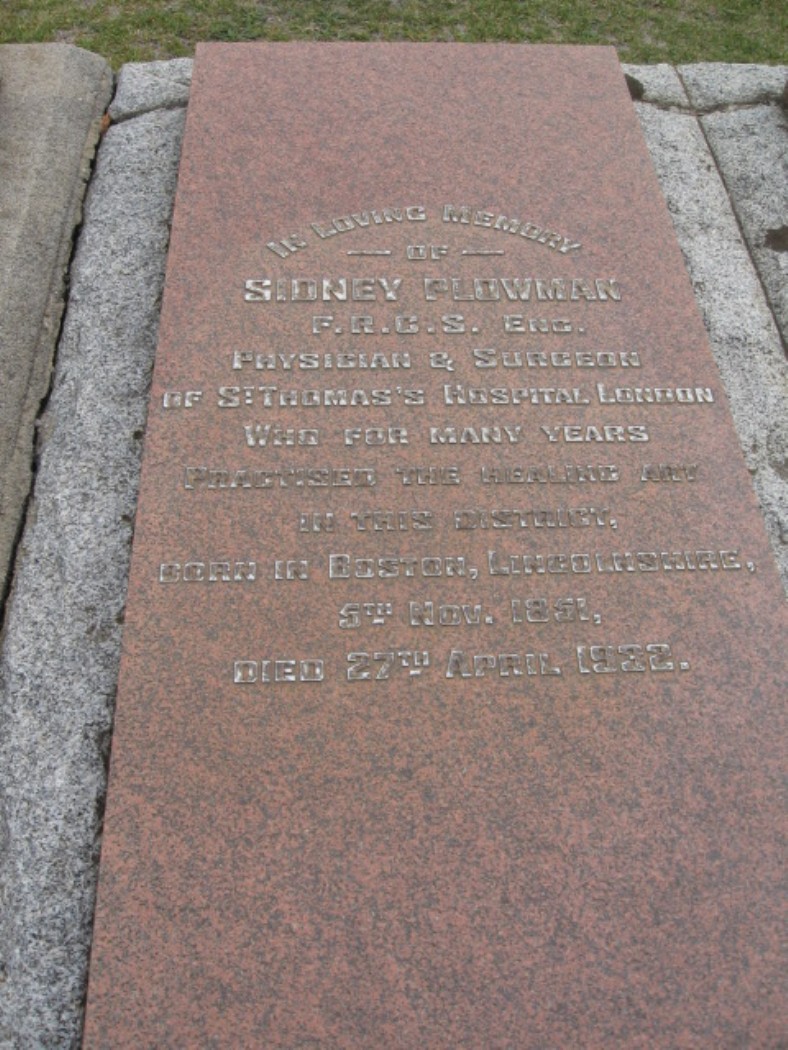 In Loving Memory
— of —
SIDNEY PLOWMAN
F.R.C.S. Eng.
Physician & Surgeon
of St Thomas's Hospital London
Who for many years
Practised the healing art
in this district,
born in Boston, Lincolnshire,
5th Nov. 1851,
Died 27th April 1932.